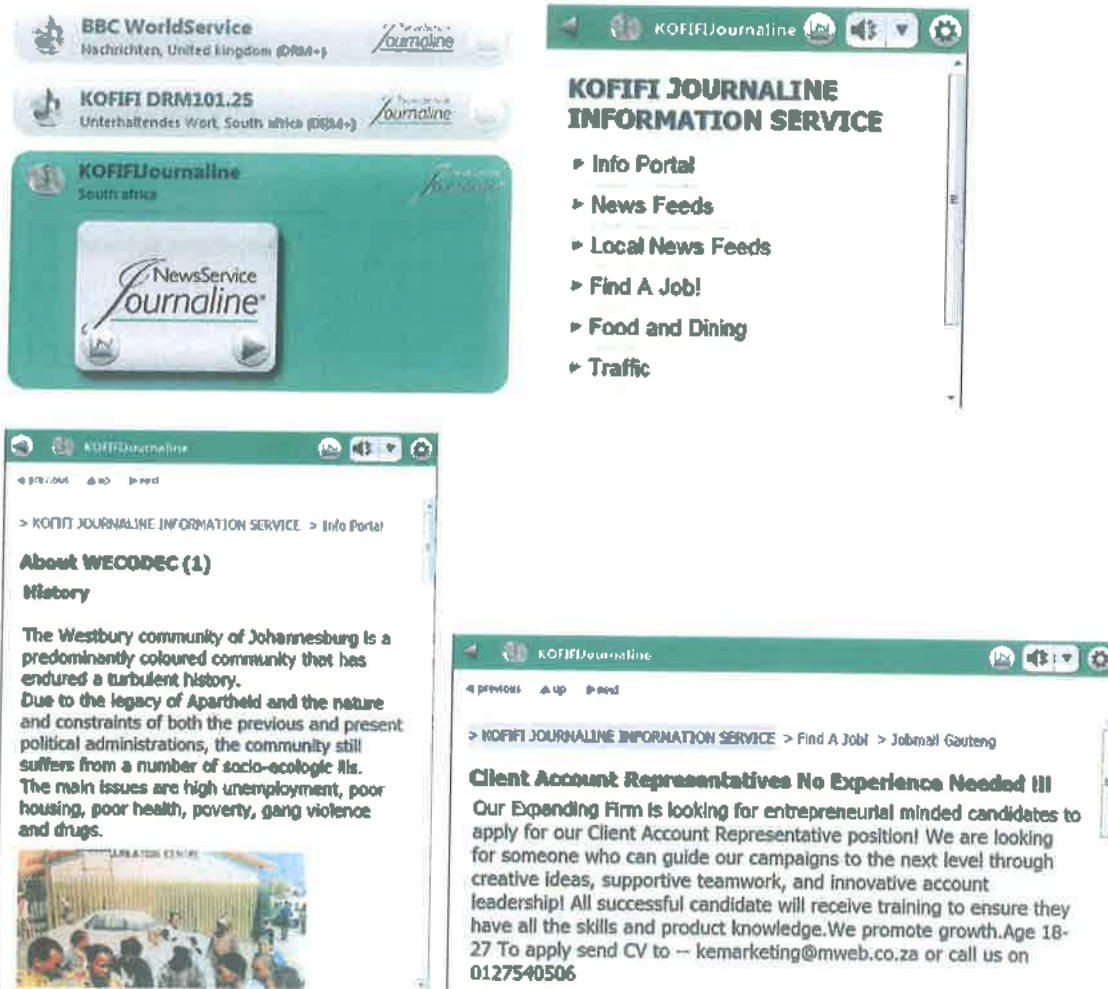 BBC WorldService
Nachrichten, United kingdom (DRM+)
Journaline
KOFIFI DRM101.25
Unterhaltendes Wort, South africa (DRM+)
Journaline
KOFIFIJournaline
South africa
Journaline
NewsService
Journaline®
KOFIFIJournaline
KOFIFI JOURNALINE
INFORMATION SERVICE
Info Portal
News Feeds
Local News Feeds
Find A Job!
Food and Dining
Traffic
KOFIFIJournaline
previous up next
> KOFIFI JOURNALINE INFORMATION SERVICE > Info Portal
About WECODEC (1)
History
The Westbury community of Johannesburg is a
predominantly coloured community that has
endured a turbulent history.
Due to the legacy of Apartheid and the nature
and constraints of both the previous and present
political administrations, the community still
suffers from a number of socio-ecologic ills.
The main issues are high unemployment, poor
housing, poor health, poverty, gang violence
and drugs.
CENTRE
KOFIFIJournaline
previous up next
> KOFIFI JOURNALINE INFORMATION SERVICE > Find A Job! > Jobmail Gauteng
Client Account Representatives No Experience Needed !!!
Our Expanding Firm is looking for entrepreneurial minded candidates to
apply for our Client Account Representative position! We are looking
for someone who can guide our campaigns to the next level through
creative ideas, supportive teamwork, and innovative account
leadership! All successful candidate will receive training to ensure they
have all the skills and product knowledge.We promote growth.Age 18-
27 To apply send CV to -- kemarketing@mweb.co.za or call us on
0127540506